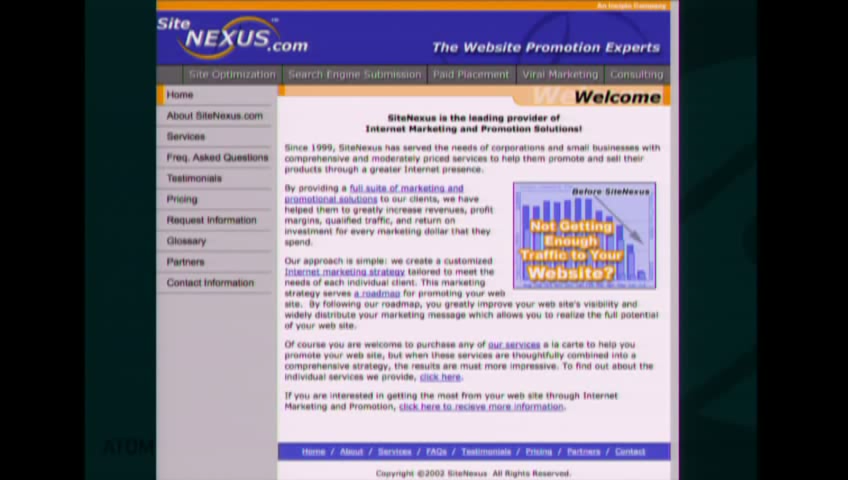 An Inciple Company
Site NEXUS.com™
The Website Promotion Experts
Site Optimization Search Engine Submission Paid Placement Viral Marketing Consulting
Home
About SiteNexus.com
Services
Freq. Asked Questions
Testimonials
Pricing
Request Information
Glossary
Partners
Contact Information
Welcome
SiteNexus is the leading provider of
Internet Marketing and Promotion Solutions!
Since 1999, SiteNexus has served the needs of corporations and small businesses with
comprehensive and moderately priced services to help them promote and sell their
products through a greater Internet presence.
By providing a full suite of marketing and
promotional solutions to our clients, we have
helped them to greatly increase revenues, profit
margins, qualified traffic, and return on
investment for every marketing dollar that they
spend.
Before SiteNexus
Not Getting
Enough
Traffic to Your
Website?
Our approach is simple: we create a customized
Internet marketing strategy tailored to meet the
needs of each individual client. This marketing
strategy serves a roadmap for promoting your web
site. By following our roadmap, you greatly improve your web site's visibility and
widely distribute your marketing message which allows you to realize the full potential
of your web site.
Of course you are welcome to purchase any of our services a la carte to help you
promote your web site, but when these services are thoughtfully combined into a
comprehensive strategy, the results are must more impressive. To find out about the
individual services we provide, click here.
If you are interested in getting the most from your web site through Internet
Marketing and Promotion, click here to recieve more information.
Home / About / Services / FAQs / Testimonials / Pricing / Partners / Contact
Copyright ©2002 SiteNexus All Rights Reserved.
ATOM